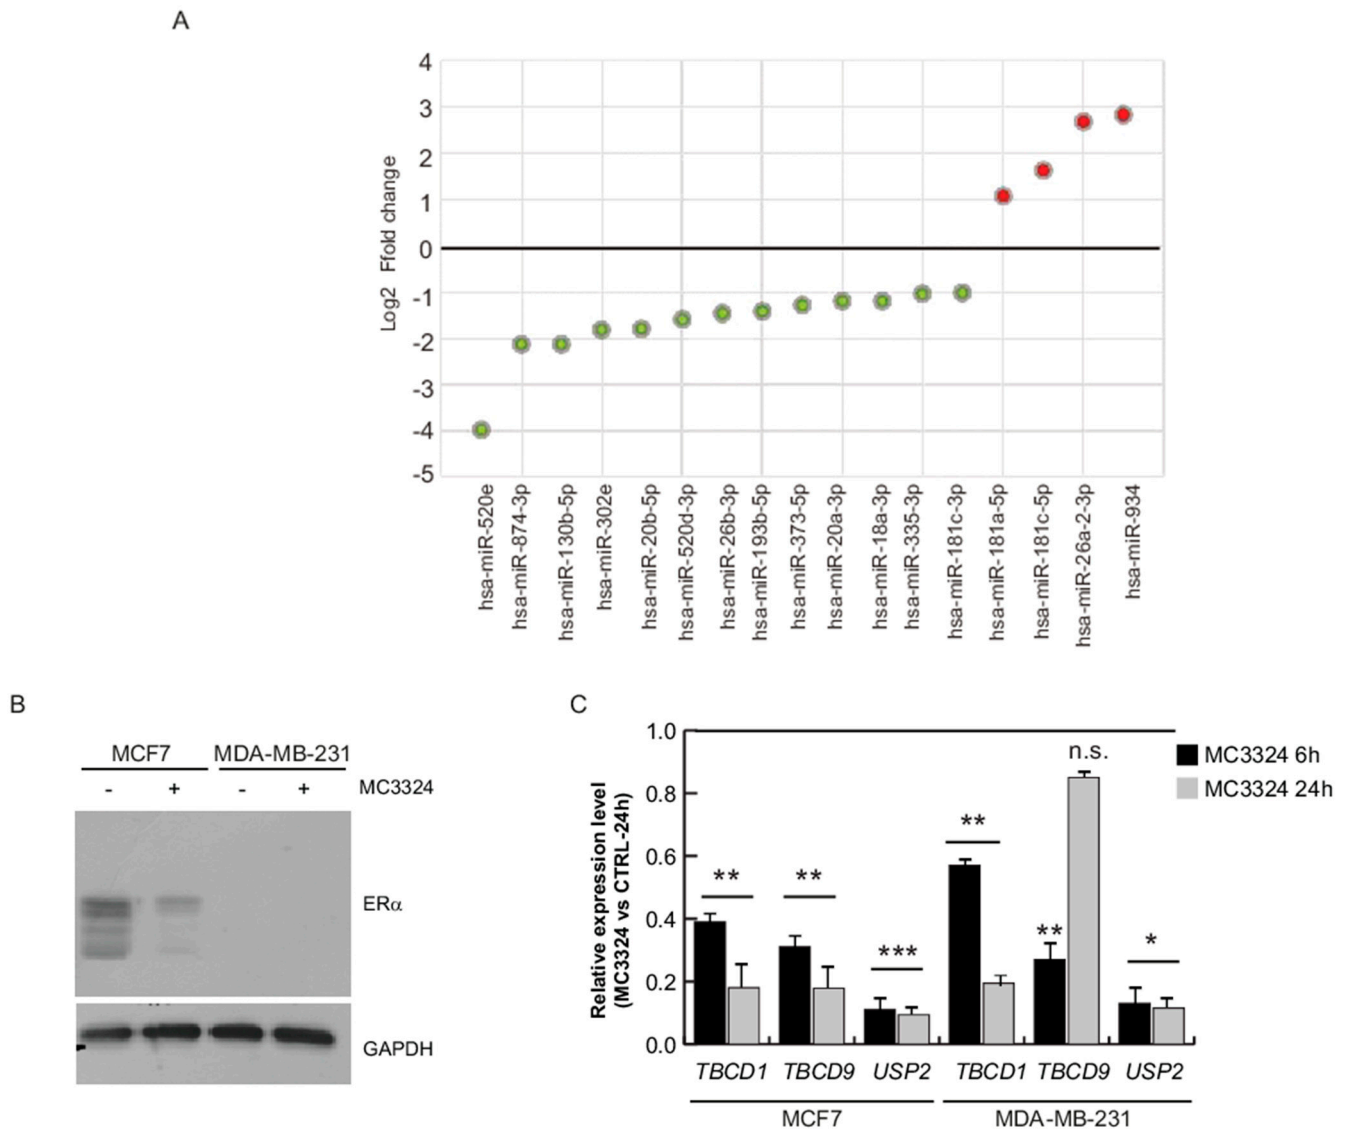 A
4
3
2
1
0
-1
-2
-3
-4
-5
Log2 Ffold change
hsa-miR-520e
hsa-miR-874-3p
hsa-miR-130b-5p
hsa-miR-302e
hsa-miR-20b-5p
hsa-miR-520d-3p
hsa-miR-26b-3p
hsa-miR-193b-5p
hsa-miR-373-5p
hsa-miR-20a-3p
hsa-miR-18a-3p
hsa-miR-335-3p
hsa-miR-181c-3p
hsa-miR-181a-5p
hsa-miR-181c-5p
hsa-miR-26a-2-3p
hsa-miR-934
B
MCF7 MDA-MB-231
- + - + MC3324
ERα
GAPDH
C
Relative expression level
(MC3324 vs CTRL-24h)
1.0
0.8
0.6
0.4
0.2
0.0
** ** *** ** ** n.s. *
MC3324 6h
MC3324 24h
TBCD1 TBCD9 USP2 TBCD1 TBCD9 USP2
MCF7 MDA-MB-231